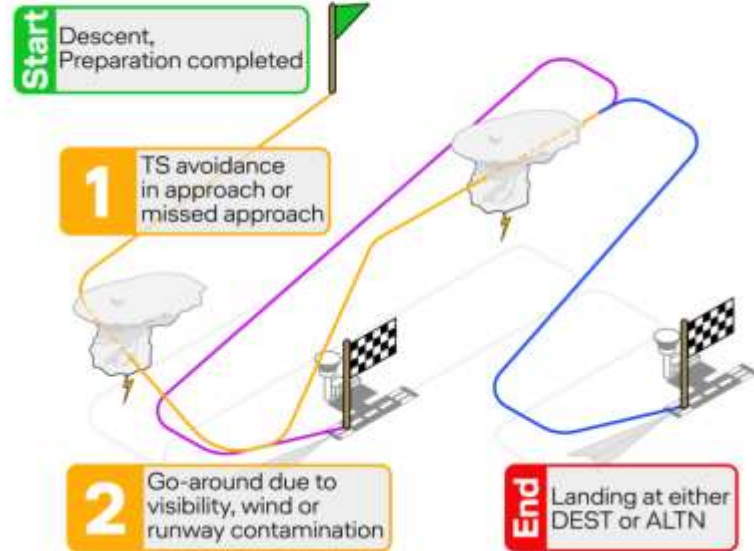 Start
Descent,
Preparation completed
1
TS avoidance
in approach or
missed approach
2
Go-around due to
visibility, wind or
runway contamination
End
Landing at either
DEST or ALTN